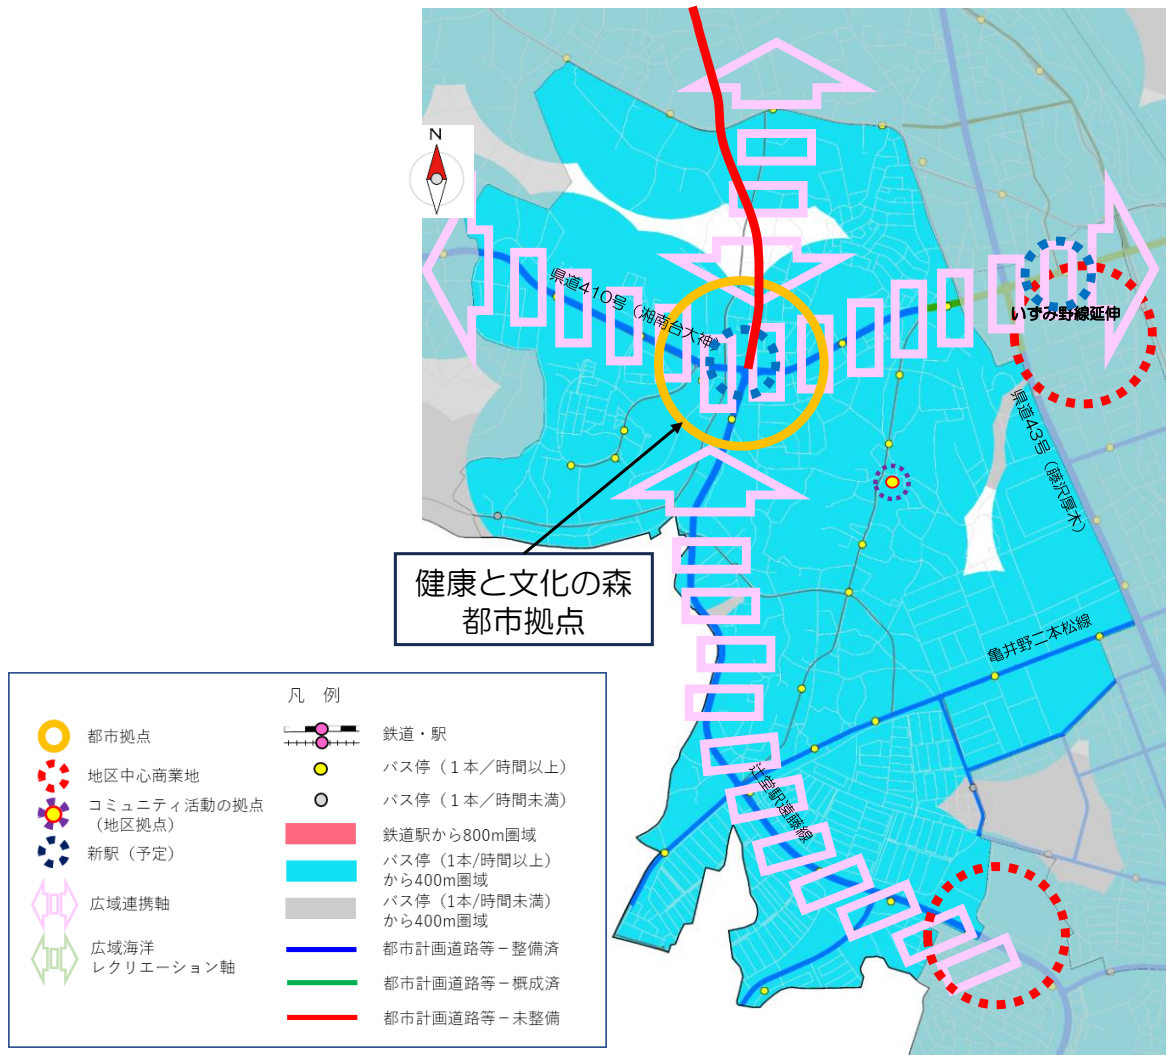 N
県道410号（湘南台大神）
いずみ野線延伸
県道43号（藤沢厚木）
健康と文化の森
都市拠点
亀井野二本松線
辻堂駅遠藤線
凡　例
都市拠点
地区中心商業地
コミュニティ活動の拠点
（地区拠点）
新駅（予定）
広域連携軸
広域海洋
レクリエーション軸
鉄道・駅
バス停（１本／時間以上）
バス停（１本／時間未満）
鉄道駅から800m圏域
バス停（1本/時間以上）
から400m圏域
バス停（1本/時間未満）
から400m圏域
都市計画道路等－整備済
都市計画道路等－概成済
都市計画道路等－未整備